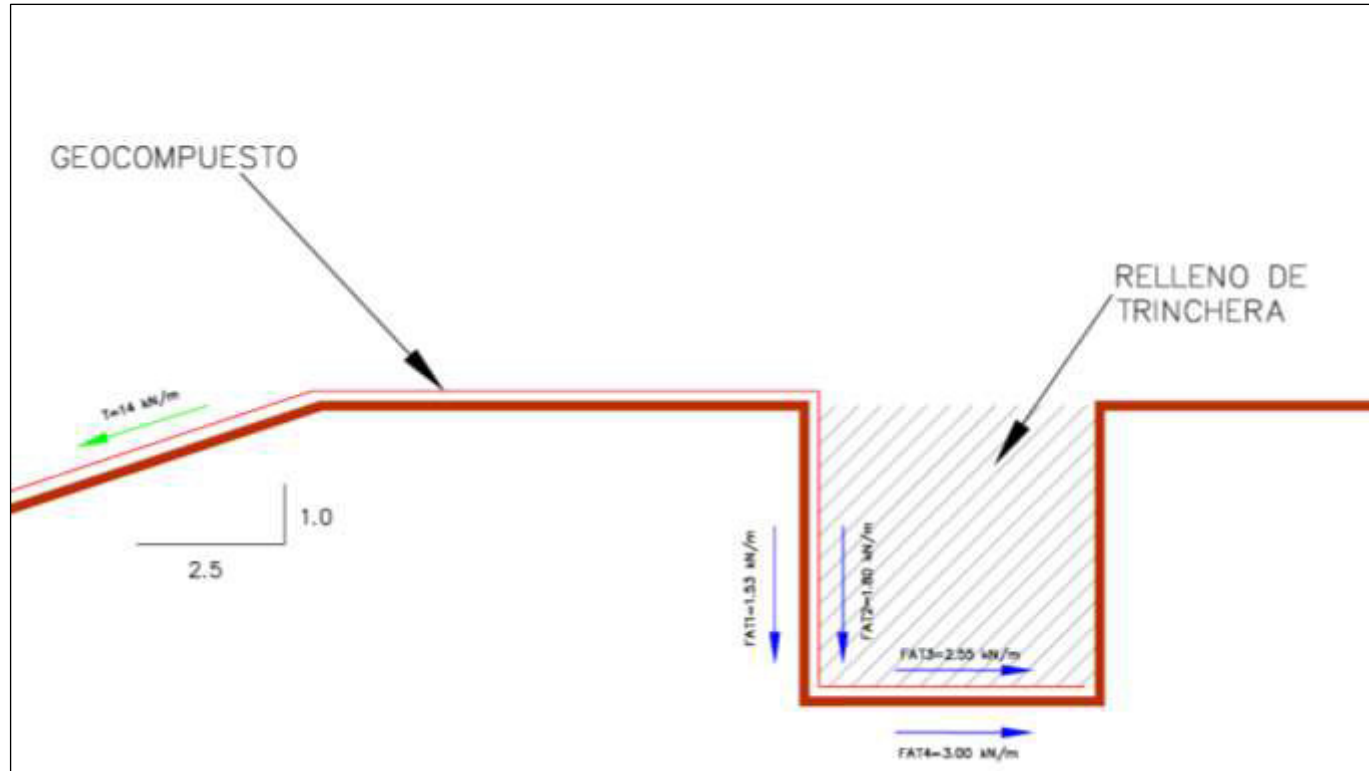 GEOCOMPUESTO
RELLENO DE
TRINCHERA
T=14 kN/m
1.0
2.5
FAT1=1.53 kN/m
FAT2=1.80 kN/m
FAT3=2.55 kN/m
FAT4=3.00 kN/m